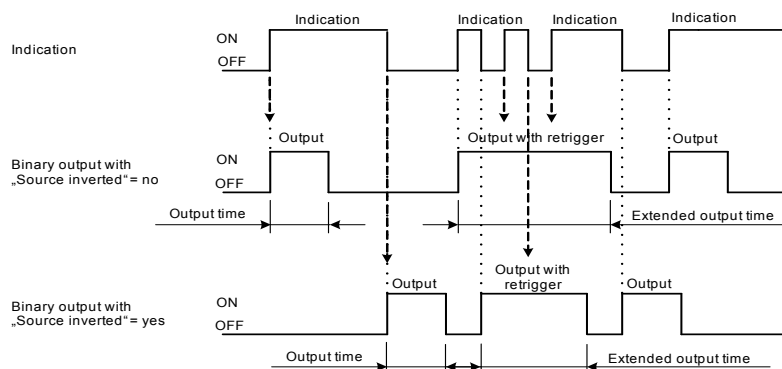 Indication
Indication
Indication
Indication
ON
OFF
Output
Output with retrigger
Output
Binary output with
„Source inverted“= no
ON
OFF
Output time
Extended output time
Output
Output with
retrigger
Output
Binary output with
„Source inverted“= yes
ON
OFF
Output time
Extended output time